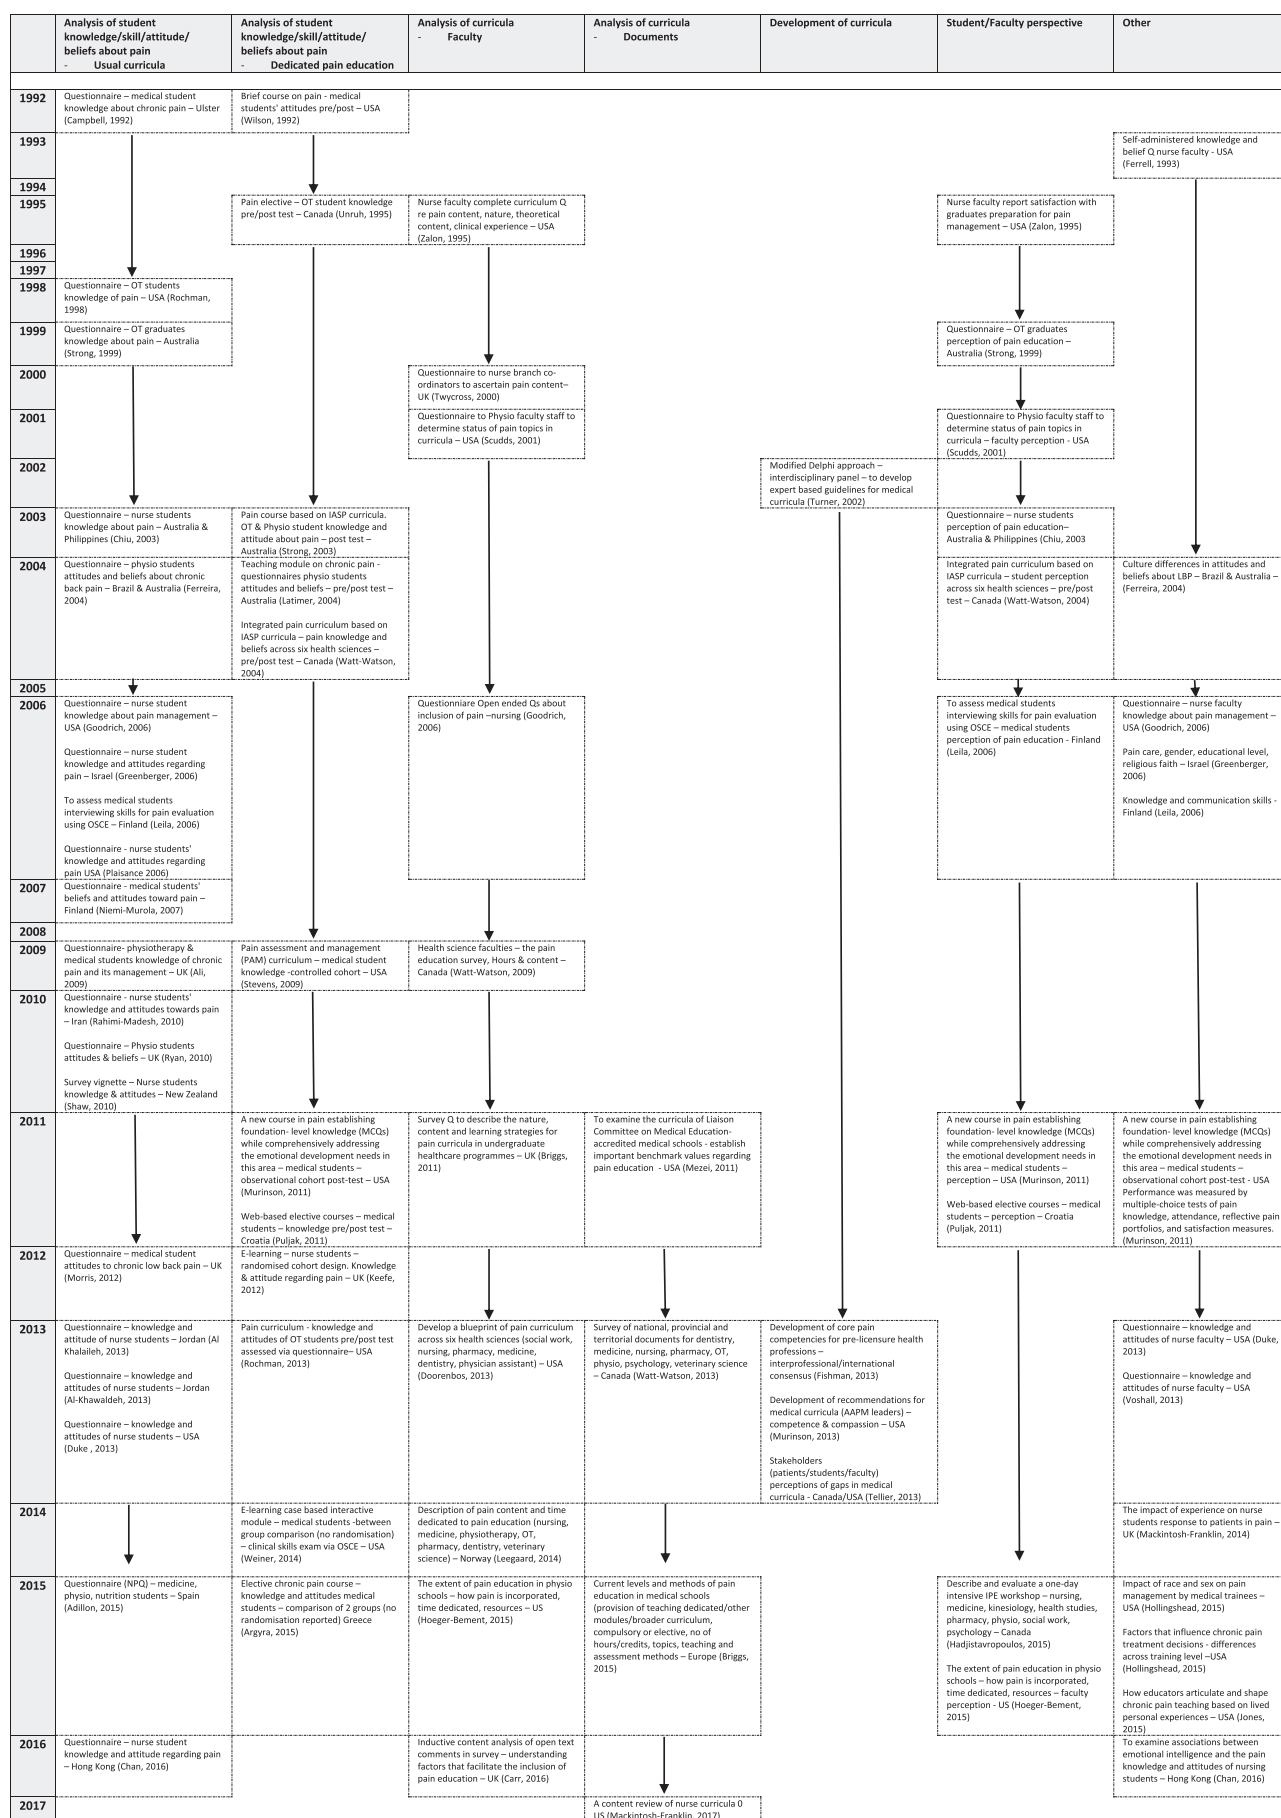 Analysis of student
knowledge/skill/attitude/
beliefs about pain
- Usual curricula
Analysis of student
knowledge/skill/attitude/
beliefs about pain
- Dedicated pain education
Analysis of curricula
- Faculty
Analysis of curricula
- Documents
Development of curricula
Student/Faculty perspective
Other
1992
Questionnaire – medical student
knowledge about chronic pain – Ulster
(Campbell, 1992)
Brief course on pain - medical
students' attitudes pre/post – USA
(Wilson, 1992)
1993
Self-administered knowledge and
belief Q nurse faculty - USA
(Ferrell, 1993)
1994
1995
Pain elective – OT student knowledge
pre/post test – Canada (Unruh, 1995)
Nurse faculty complete curriculum Q
re pain content, nature, theoretical
content, clinical experience – USA
(Zalon, 1995)
Nurse faculty report satisfaction with
graduates preparation for pain
management – USA (Zalon, 1995)
1996
1997
1998
Questionnaire – OT students
knowledge of pain – USA (Rochman,
1998)
1999
Questionnaire – OT graduates
knowledge about pain – Australia
(Strong, 1999)
Questionnaire – OT graduates
perception of pain education –
Australia (Strong, 1999)
2000
Questionnaire to nurse branch co-
ordinators to ascertain pain content–
UK (Twycross, 2000)
2001
Questionnaire to Physio faculty staff to
determine status of pain topics in
curricula – USA (Scudds, 2001)
Questionnaire to Physio faculty staff to
determine status of pain topics in
curricula – faculty perception - USA
(Scudds, 2001)
2002
Modified Delphi approach –
interdisciplinary panel – to develop
expert based guidelines for medical
curricula (Turner, 2002)
2003
Questionnaire – nurse students
knowledge about pain – Australia &
Philippines (Chiu, 2003)
Pain course based on IASP curricula.
OT & Physio student knowledge and
attitude about pain – post test –
Australia (Strong, 2003)
Questionnaire – nurse students
perception of pain education–
Australia & Philippines (Chiu, 2003
2004
Questionnaire – physio students
attitudes and beliefs about chronic
back pain – Brazil & Australia (Ferreira,
2004)
Teaching module on chronic pain -
questionnaires physio students
attitudes and beliefs – pre/post test –
Australia (Latimer, 2004)
Integrated pain curriculum based on
IASP curricula – pain knowledge and
beliefs across six health sciences –
pre/post test – Canada (Watt-Watson,
2004)
Integrated pain curriculum based on
IASP curricula – student perception
across six health sciences – pre/post
test – Canada (Watt-Watson, 2004)
Culture differences in attitudes and
beliefs about LBP – Brazil & Australia –
(Ferreira, 2004)
2005
2006
Questionnaire – nurse student
knowledge about pain management –
USA (Goodrich, 2006)
Questionnaire – nurse student
knowledge and attitudes regarding
pain – Israel (Greenberger, 2006)
To assess medical students
interviewing skills for pain evaluation
using OSCE – Finland (Leila, 2006)
Questionnaire - nurse students'
knowledge and attitudes regarding
pain USA (Plaisance 2006)
Questionniare Open ended Qs about
inclusion of pain –nursing (Goodrich,
2006)
To assess medical students
interviewing skills for pain evaluation
using OSCE – medical students
perception of pain education - Finland
(Leila, 2006)
Questionnaire – nurse faculty
knowledge about pain management –
USA (Goodrich, 2006)
Pain care, gender, educational level,
religious faith – Israel (Greenberger,
2006)
Knowledge and communication skills -
Finland (Leila, 2006)
2007
Questionnaire - medical students'
beliefs and attitudes toward pain –
Finland (Niemi-Murola, 2007)
2008
2009
Questionnaire- physiotherapy &
medical students knowledge of chronic
pain and its management – UK (Ali,
2009)
Pain assessment and management
(PAM) curriculum – medical student
knowledge -controlled cohort – USA
(Stevens, 2009)
Health science faculties – the pain
education survey, Hours & content –
Canada (Watt-Watson, 2009)
2010
Questionnaire - nurse students'
knowledge and attitudes towards pain
– Iran (Rahimi-Madesh, 2010)
Questionnaire – Physio students
attitudes & beliefs – UK (Ryan, 2010)
Survey vignette – Nurse students
knowledge & attitudes – New Zealand
(Shaw, 2010)
2011
A new course in pain establishing
foundation- level knowledge (MCQs)
while comprehensively addressing
the emotional development needs in
this area – medical students –
observational cohort post-test – USA
(Murinson, 2011)
Web-based elective courses – medical
students – knowledge pre/post test –
Croatia (Puljak, 2011)
Survey Q to describe the nature,
content and learning strategies for
pain curricula in undergraduate
healthcare programmes – UK (Briggs,
2011)
To examine the curricula of Liaison
Committee on Medical Education-
accredited medical schools - establish
important benchmark values regarding
pain education - USA (Mezei, 2011)
A new course in pain establishing
foundation- level knowledge (MCQs)
while comprehensively addressing
the emotional development needs in
this area – medical students –
perception – USA (Murinson, 2011)
Web-based elective courses – medical
students – perception – Croatia
(Puljak, 2011)
A new course in pain establishing
foundation- level knowledge (MCQs)
while comprehensively addressing
the emotional development needs in
this area – medical students –
observational cohort post-test - USA
Performance was measured by
multiple-choice tests of pain
knowledge, attendance, reflective pain
portfolios, and satisfaction measures.
(Murinson, 2011)
2012
Questionnaire – medical student
attitudes to chronic low back pain – UK
(Morris, 2012)
E-learning – nurse students –
randomised cohort design. Knowledge
& attitude regarding pain – UK (Keefe,
2012)
2013
Questionnaire – knowledge and
attitude of nurse students – Jordan (Al
Khalaileh, 2013)
Questionnaire – knowledge and
attitudes of nurse students – Jordan
(Al-Khawaldeh, 2013)
Questionnaire – knowledge and
attitudes of nurse students – USA
(Duke , 2013)
Pain curriculum - knowledge and
attitudes of OT students pre/post test
assessed via questionnaire– USA
(Rochman, 2013)
Develop a blueprint of pain curriculum
across six health sciences (social work,
nursing, pharmacy, medicine,
dentistry, physician assistant) – USA
(Doorenbos, 2013)
Survey of national, provincial and
territorial documents for dentistry,
medicine, nursing, pharmacy, OT,
physio, psychology, veterinary science
– Canada (Watt-Watson, 2013)
Development of core pain
competencies for pre-licensure health
professions –
interprofessional/international
consensus (Fishman, 2013)
Development of recommendations for
medical curricula (AAPM leaders) –
competence & compassion – USA
(Murinson, 2013)
Stakeholders
(patients/students/faculty)
perceptions of gaps in medical
curricula - Canada/USA (Tellier, 2013)
Questionnaire – knowledge and
attitudes of nurse faculty – USA (Duke,
2013)
Questionnaire – knowledge and
attitudes of nurse faculty – USA
(Voshall, 2013)
2014
E-learning case based interactive
module – medical students -between
group comparison (no randomisation)
– clinical skills exam via OSCE – USA
(Weiner, 2014)
Description of pain content and time
dedicated to pain education (nursing,
medicine, physiotherapy, OT,
pharmacy, dentistry, veterinary
science) – Norway (Leegaard, 2014)
The impact of experience on nurse
students response to patients in pain –
UK (Mackintosh-Franklin, 2014)
2015
Questionnaire (NPQ) – medicine,
physio, nutrition students – Spain
(Adillon, 2015)
Elective chronic pain course –
knowledge and attitudes medical
students – comparison of 2 groups (no
randomisation reported) Greece
(Argyra, 2015)
The extent of pain education in physio
schools – how pain is incorporated,
time dedicated, resources – US
(Hoeger-Bement, 2015)
Current levels and methods of pain
education in medical schools
(provision of teaching dedicated/other
modules/broader curriculum,
compulsory or elective, no of
hours/credits, topics, teaching and
assessment methods – Europe (Briggs,
2015)
Describe and evaluate a one-day
intensive IPE workshop – nursing,
medicine, kinesiology, health studies,
pharmacy, physio, social work,
psychology – Canada
(Hadjistavropoulos, 2015)
The extent of pain education in physio
schools – how pain is incorporated,
time dedicated, resources – faculty
perception - US (Hoeger-Bement,
2015)
Impact of race and sex on pain
management by medical trainees –
USA (Hollingshead, 2015)
Factors that influence chronic pain
treatment decisions - differences
across training level –USA
(Hollingshead, 2015)
How educators articulate and shape
chronic pain teaching based on lived
personal experiences – USA (Jones,
2015)
2016
Questionnaire – nurse student
knowledge and attitude regarding pain
– Hong Kong (Chan, 2016)
Inductive content analysis of open text
comments in survey – understanding
factors that facilitate the inclusion of
pain education – UK (Carr, 2016)
To examine associations between
emotional intelligence and the pain
knowledge and attitudes of nursing
students – Hong Kong (Chan, 2016)
2017
A content review of nurse curricula 0
US (Mackintosh-Franklin, 2017)